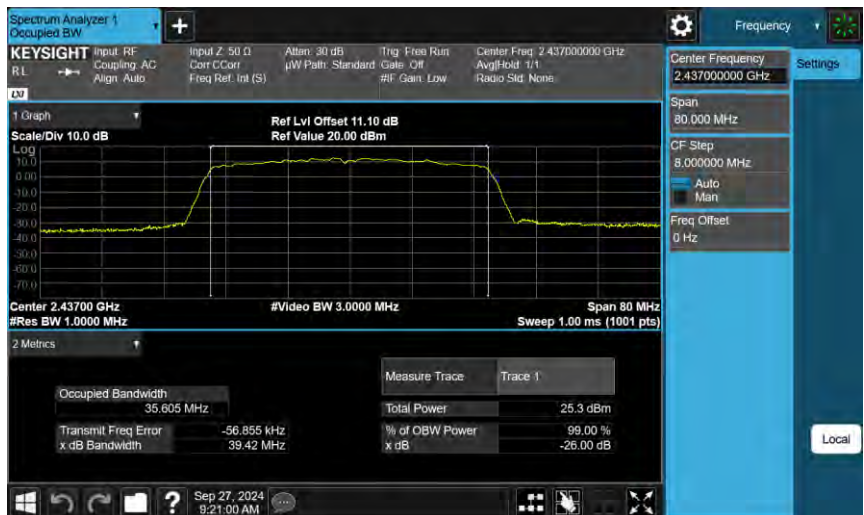 Spectrum Analyzer 1
Occupied BW
+
Frequency
KEYSIGHT
RL
LXI
Input: RF
Coupling: AC
Align: Auto
Input Z: 50 Ω
Corr CCorr
Freq Ref: Int (S)
Atten: 30 dB
µW Path: Standard
Trig: Free Run
Gate: Off
#IF Gain: Low
Center Freq: 2.437000000 GHz
Avg|Hold: 1/1
Radio Std: None
Center Frequency
2.437000000 GHz
Settings
Span
80.000 MHz
CF Step
8.000000 MHz
Auto
Man
Freq Offset
0 Hz
Local
1 Graph
Scale/Div 10.0 dB
Ref Lvl Offset 11.10 dB
Ref Value 20.00 dBm
Log
10.0
0.00
-10.0
-20.0
-30.0
-40.0
-50.0
-60.0
-70.0
Center 2.43700 GHz
#Res BW 1.0000 MHz
#Video BW 3.0000 MHz
Span 80 MHz
Sweep 1.00 ms (1001 pts)
2 Metrics
Measure Trace Trace 1
Occupied Bandwidth
35.605 MHz
Total Power 25.3 dBm
Transmit Freq Error -56.855 kHz
% of OBW Power 99.00 %
x dB Bandwidth 39.42 MHz
x dB -26.00 dB
?
Sep 27, 2024
9:21:00 AM